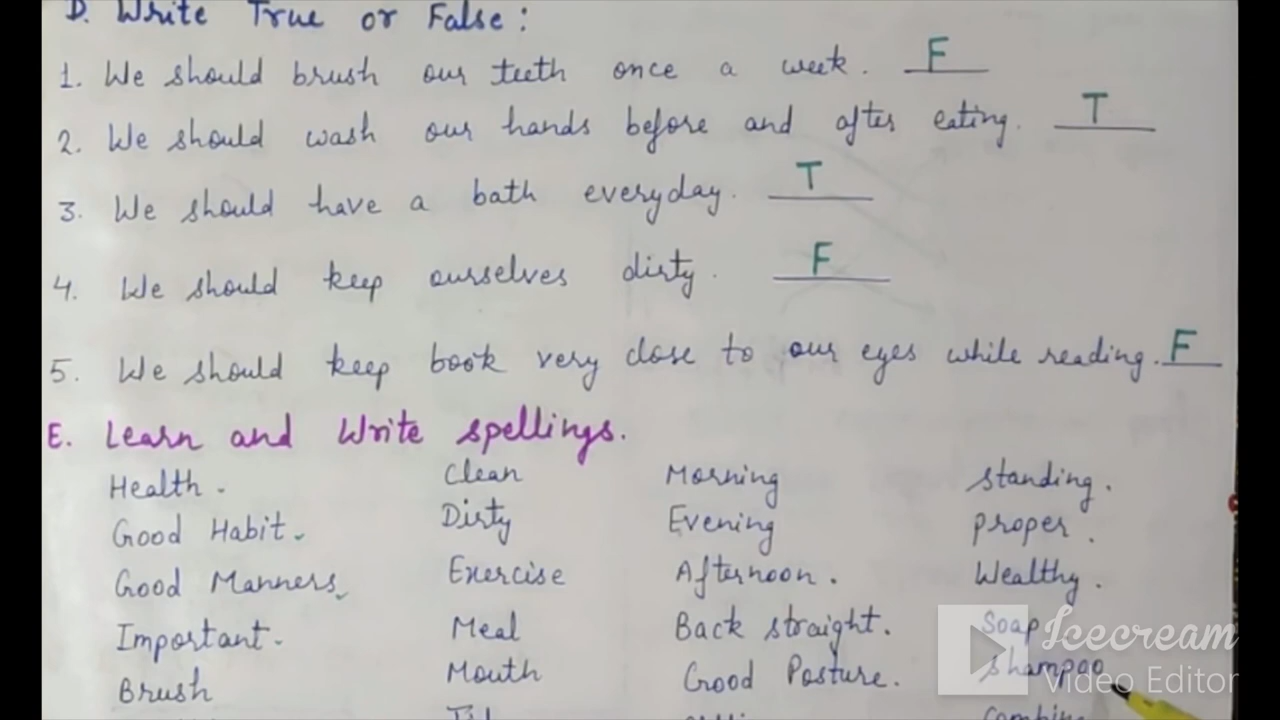 D. Write True or False:
1. We should brush our teeth once a week. F
2. We should wash our hands before and after eating. T
3. We should have a bath everyday. T
4. We should keep ourselves dirty. F
5. We should keep book very close to our eyes while reading. F
E. Learn and Write spellings.
Health. Clean Morning standing.
Good Habit. Dirty Evening proper.
Good Manners. Exercise Afternoon. Wealthy.
Important. Meal Back straight. Soap
Brush Mouth Good Posture. Shampoo
Icecream
Video Editor